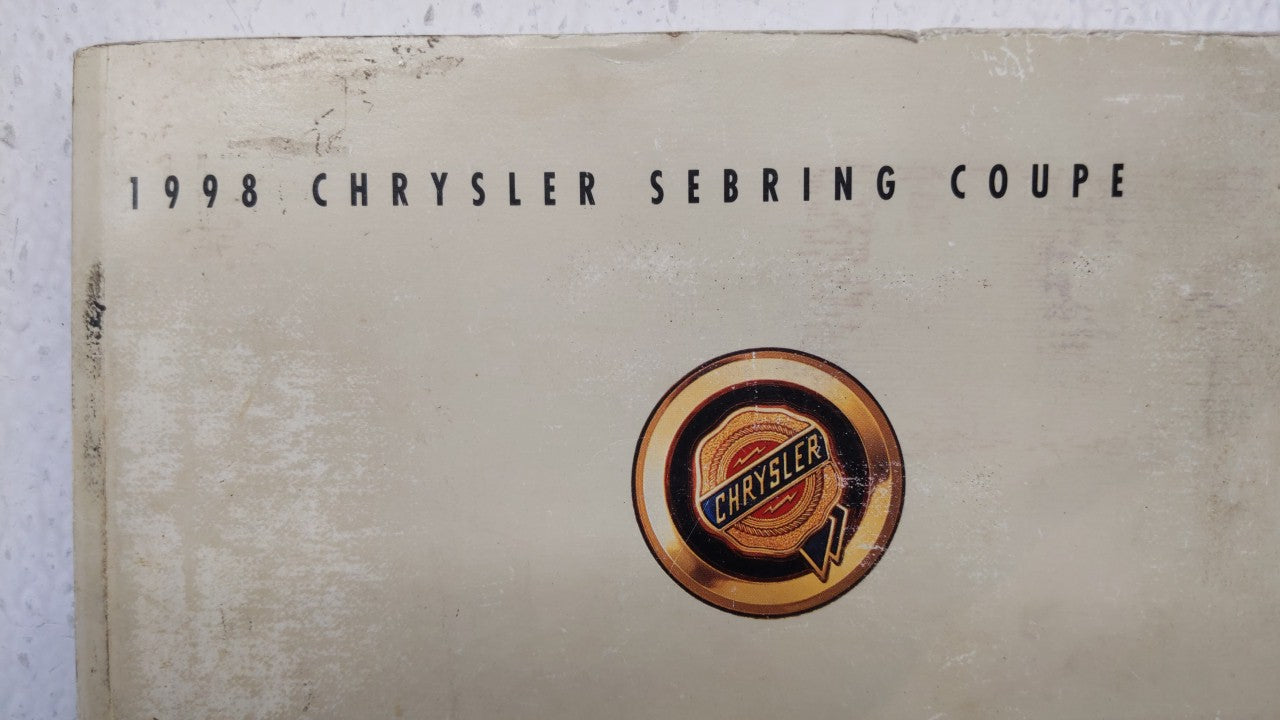 1998 CHRYSLER SEBRING COUPE
CHRYSLER